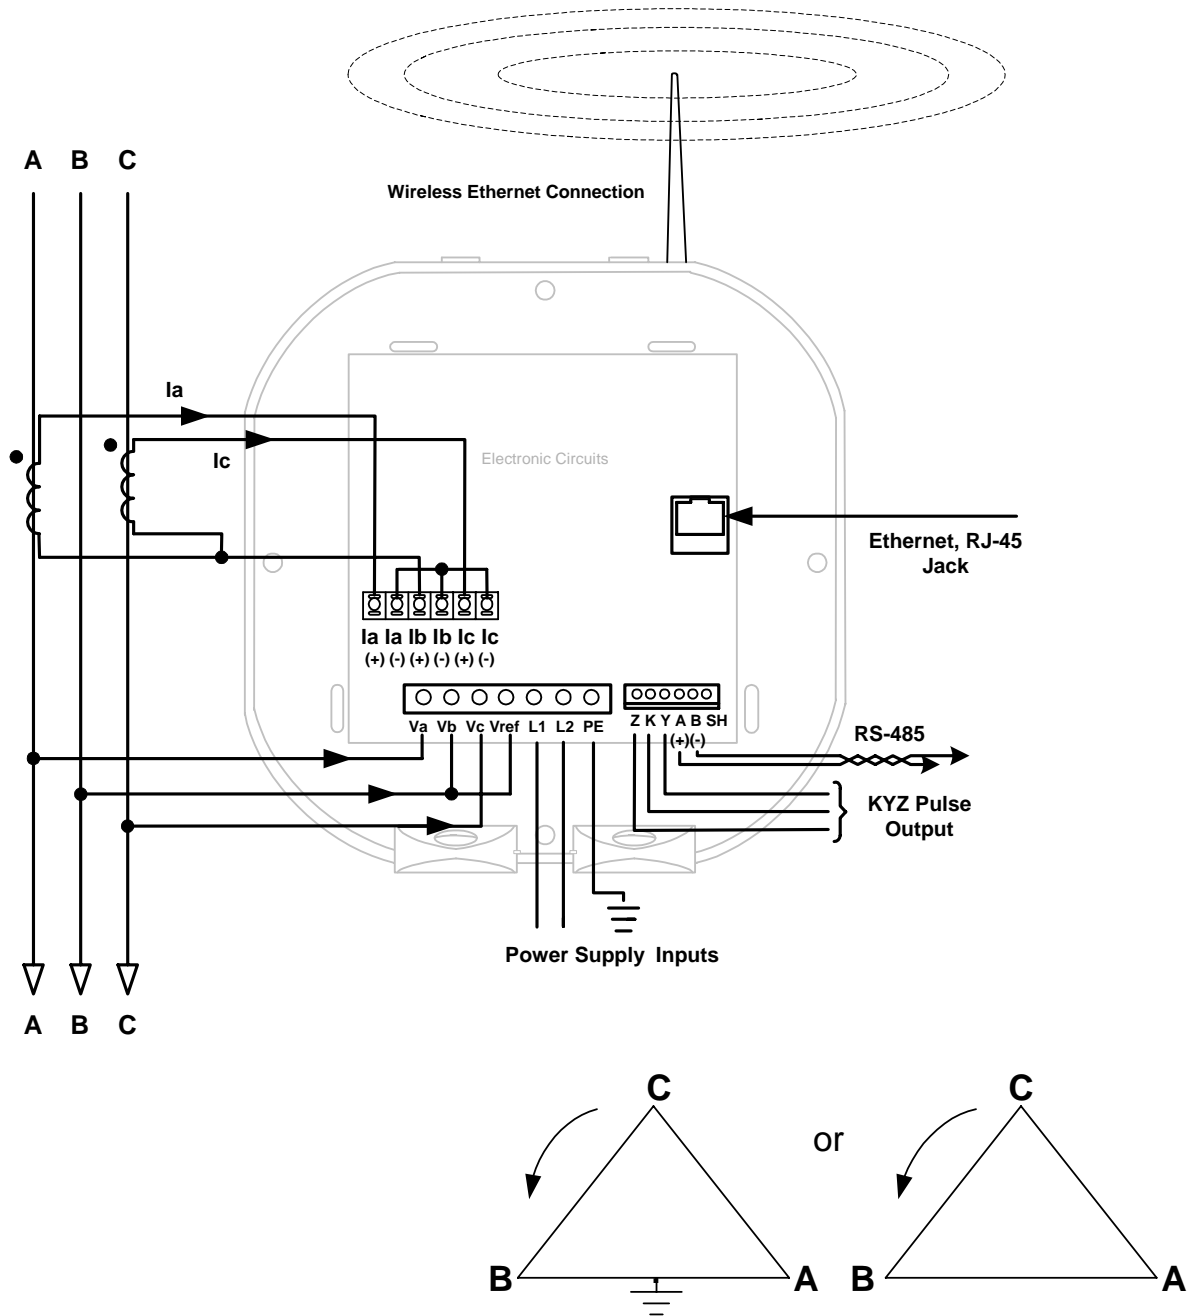 A B C
Wireless Ethernet Connection
Ia
Ic
Electronic Circuits
Ethernet, RJ-45
Jack
Ia Ia Ib Ib Ic Ic
(+) (-) (+) (-) (+) (-)
Va Vb Vc Vref L1 L2 PE
Z K Y A B SH
(+)(-)
RS-485
KYZ Pulse
Output
Power Supply Inputs
A B C
C
or
C
B
A
B
A